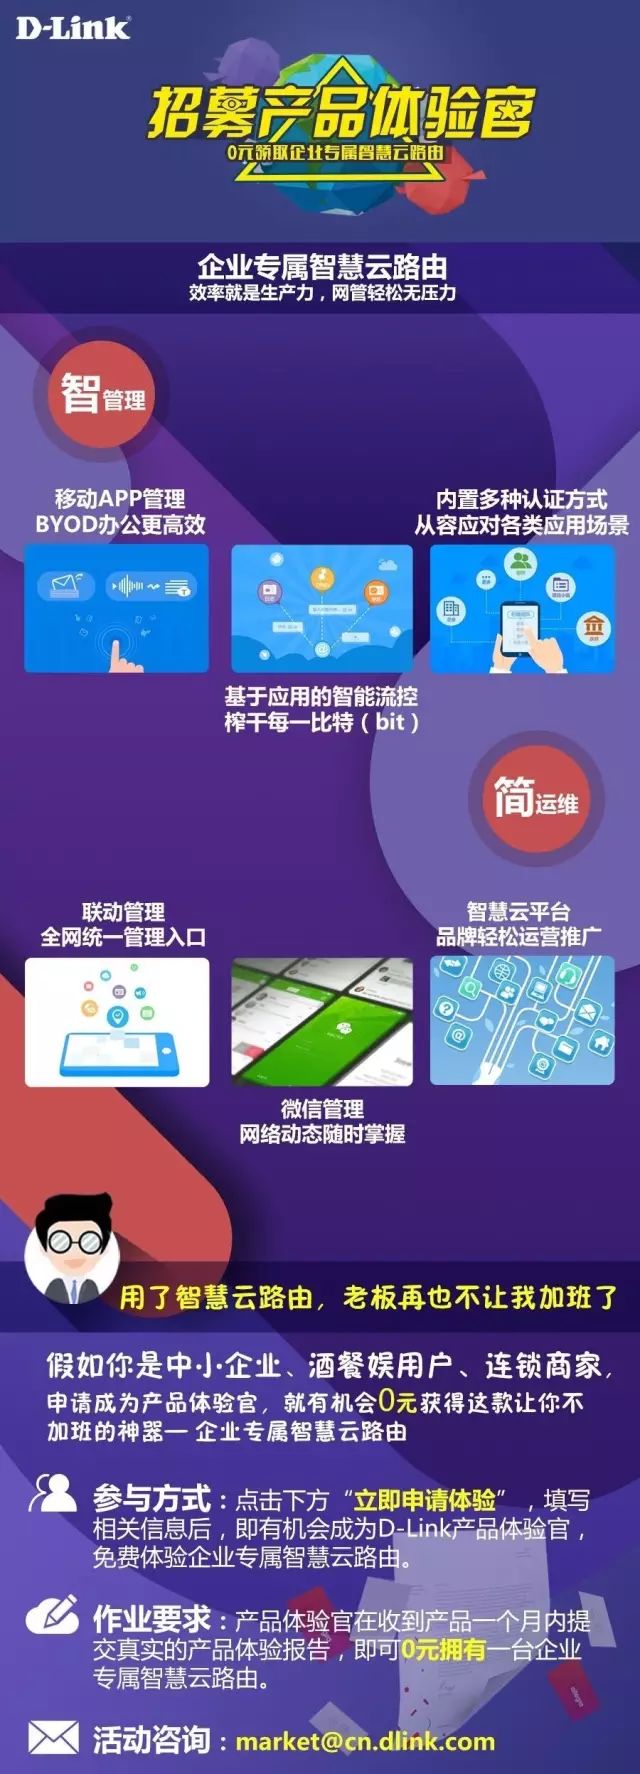 D-Link
招募产品体验官
0元领取企业专属智慧云路由
企业专属智慧云路由
效率就是生产力，网管轻松无压力
智管理
移动APP管理
BYOD办公更高效
内置多种认证方式
从容应对各类应用场景
基于应用的智能流控
榨干每一比特（bit）
简运维
联动管理
全网统一管理入口
智慧云平台
品牌轻松运营推广
微信管理
网络动态随时掌握
用了智慧云路由，老板再也不让我加班了
假如你是中小企业、酒餐娱用户、连锁商家，
申请成为产品体验官，就有机会0元获得这款让你不
加班的神器— 企业专属智慧云路由
参与方式：点击下方“立即申请体验”，填写
相关信息后，即有机会成为D-Link产品体验官，
免费体验企业专属智慧云路由。
作业要求：产品体验官在收到产品一个月内提
交真实的产品体验报告，即可0元拥有一台企业
专属智慧云路由。
活动咨询：market@cn.dlink.com